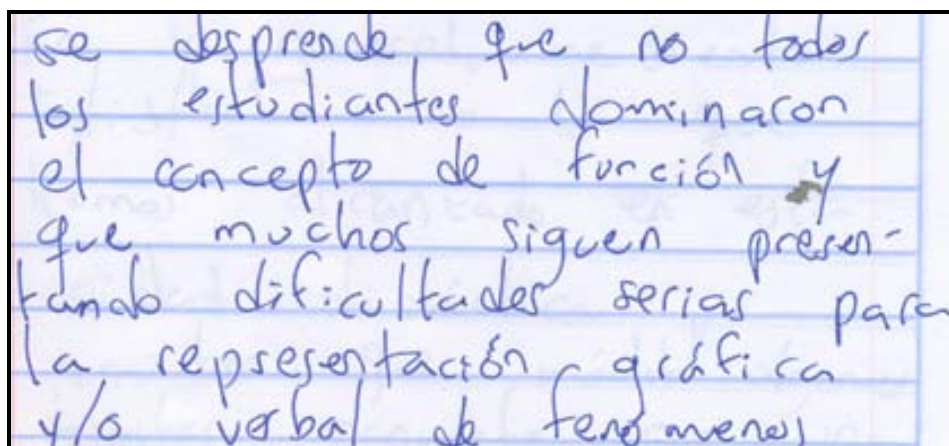 se desprende que no todos
los estudiantes dominaron
el concepto de función y
que muchos siguen presen-
tando dificultades serias para
la representación gráfica
y/o verbal de fenómenos